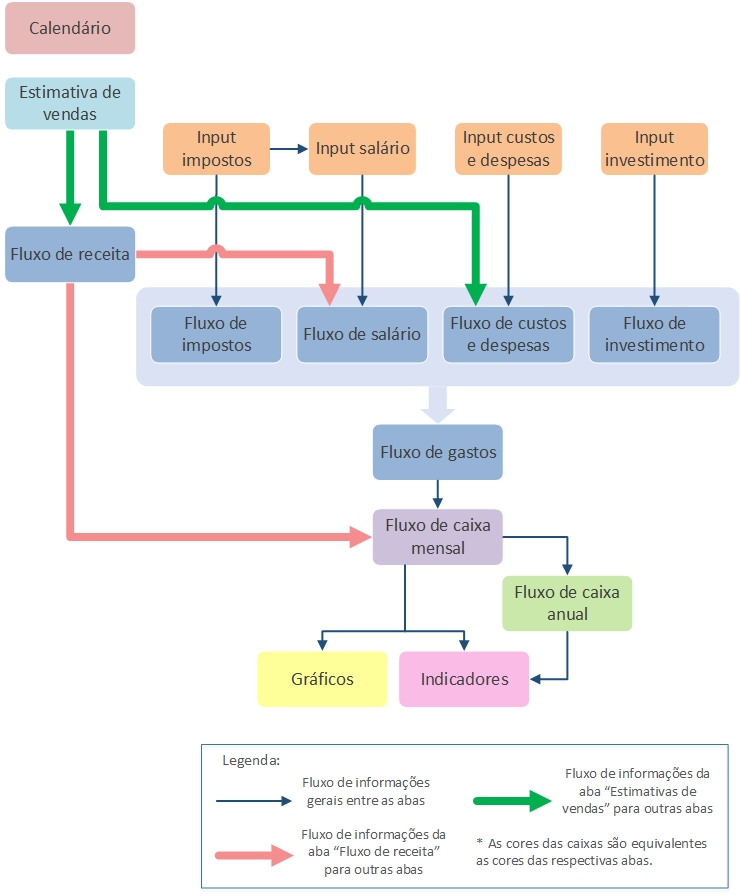 Calendário
Estimativa de
vendas
Input
impostos
Input salário
Input custos
e despesas
Input
investimento
Fluxo de receita
Fluxo de
impostos
Fluxo de salário
Fluxo de custos
e despesas
Fluxo de
investimento
Fluxo de gastos
Fluxo de caixa
mensal
Fluxo de caixa
anual
Gráficos
Indicadores
Legenda:
Fluxo de informações
gerais entre as abas
Fluxo de informações da
aba “Estimativas de
vendas” para outras abas
Fluxo de informações da
aba “Fluxo de receita”
para outras abas
* As cores das caixas são equivalentes
as cores das respectivas abas.